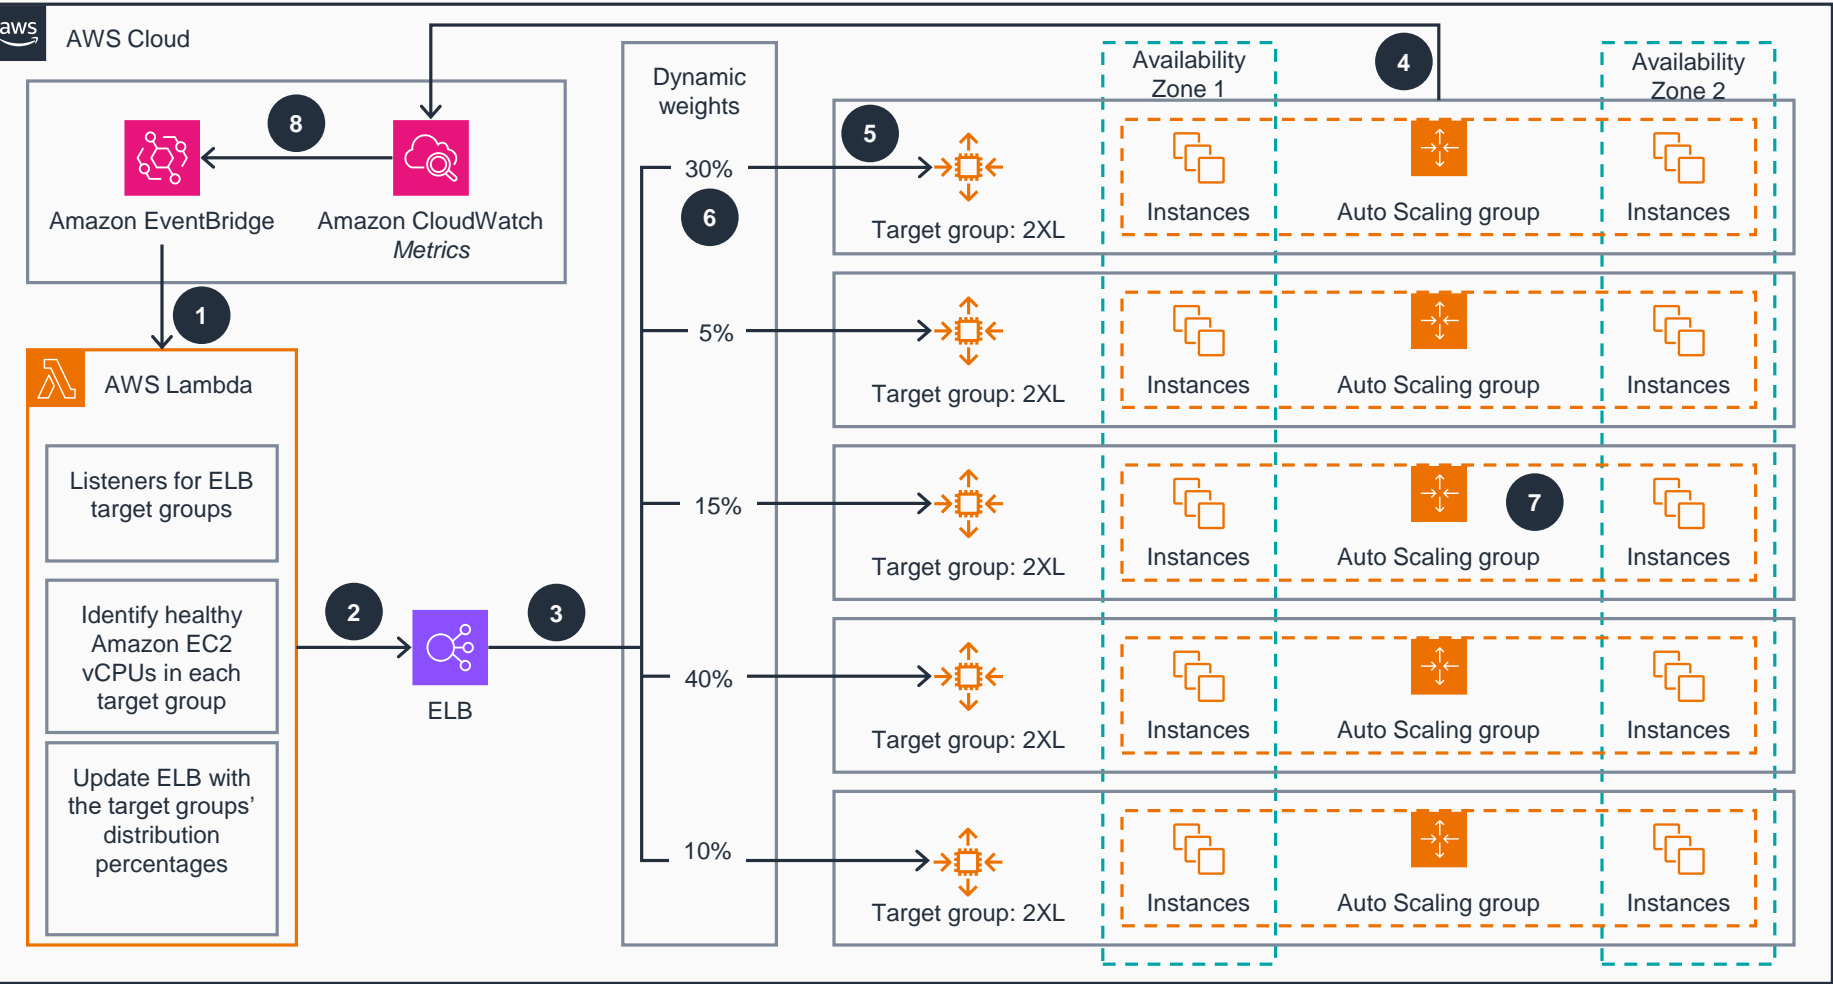 aws
AWS Cloud
8
Amazon EventBridge
Amazon CloudWatch
Metrics
1
AWS Lambda
Listeners for ELB
target groups
Identify healthy
Amazon EC2
vCPUs in each
target group
Update ELB with
the target groups’
distribution
percentages
2
ELB
3
Dynamic
weights
30%
6
5%
15%
40%
10%
4
Availability
Zone 1
Availability
Zone 2
5
Target group: 2XL
Instances
Auto Scaling group
Instances
Target group: 2XL
Instances
Auto Scaling group
Instances
7
Target group: 2XL
Instances
Auto Scaling group
Instances
Target group: 2XL
Instances
Auto Scaling group
Instances
Target group: 2XL
Instances
Auto Scaling group
Instances